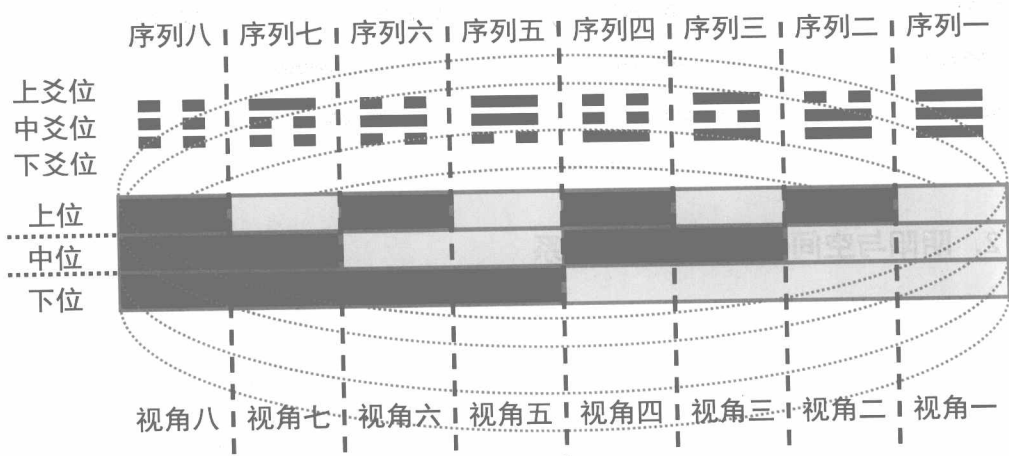 序列八 序列七 序列六 序列五 序列四 序列三 序列二 序列一
上爻位
中爻位
下爻位
上位
中位
下位
视角八 视角七 视角六 视角五 视角四 视角三 视角二 视角一